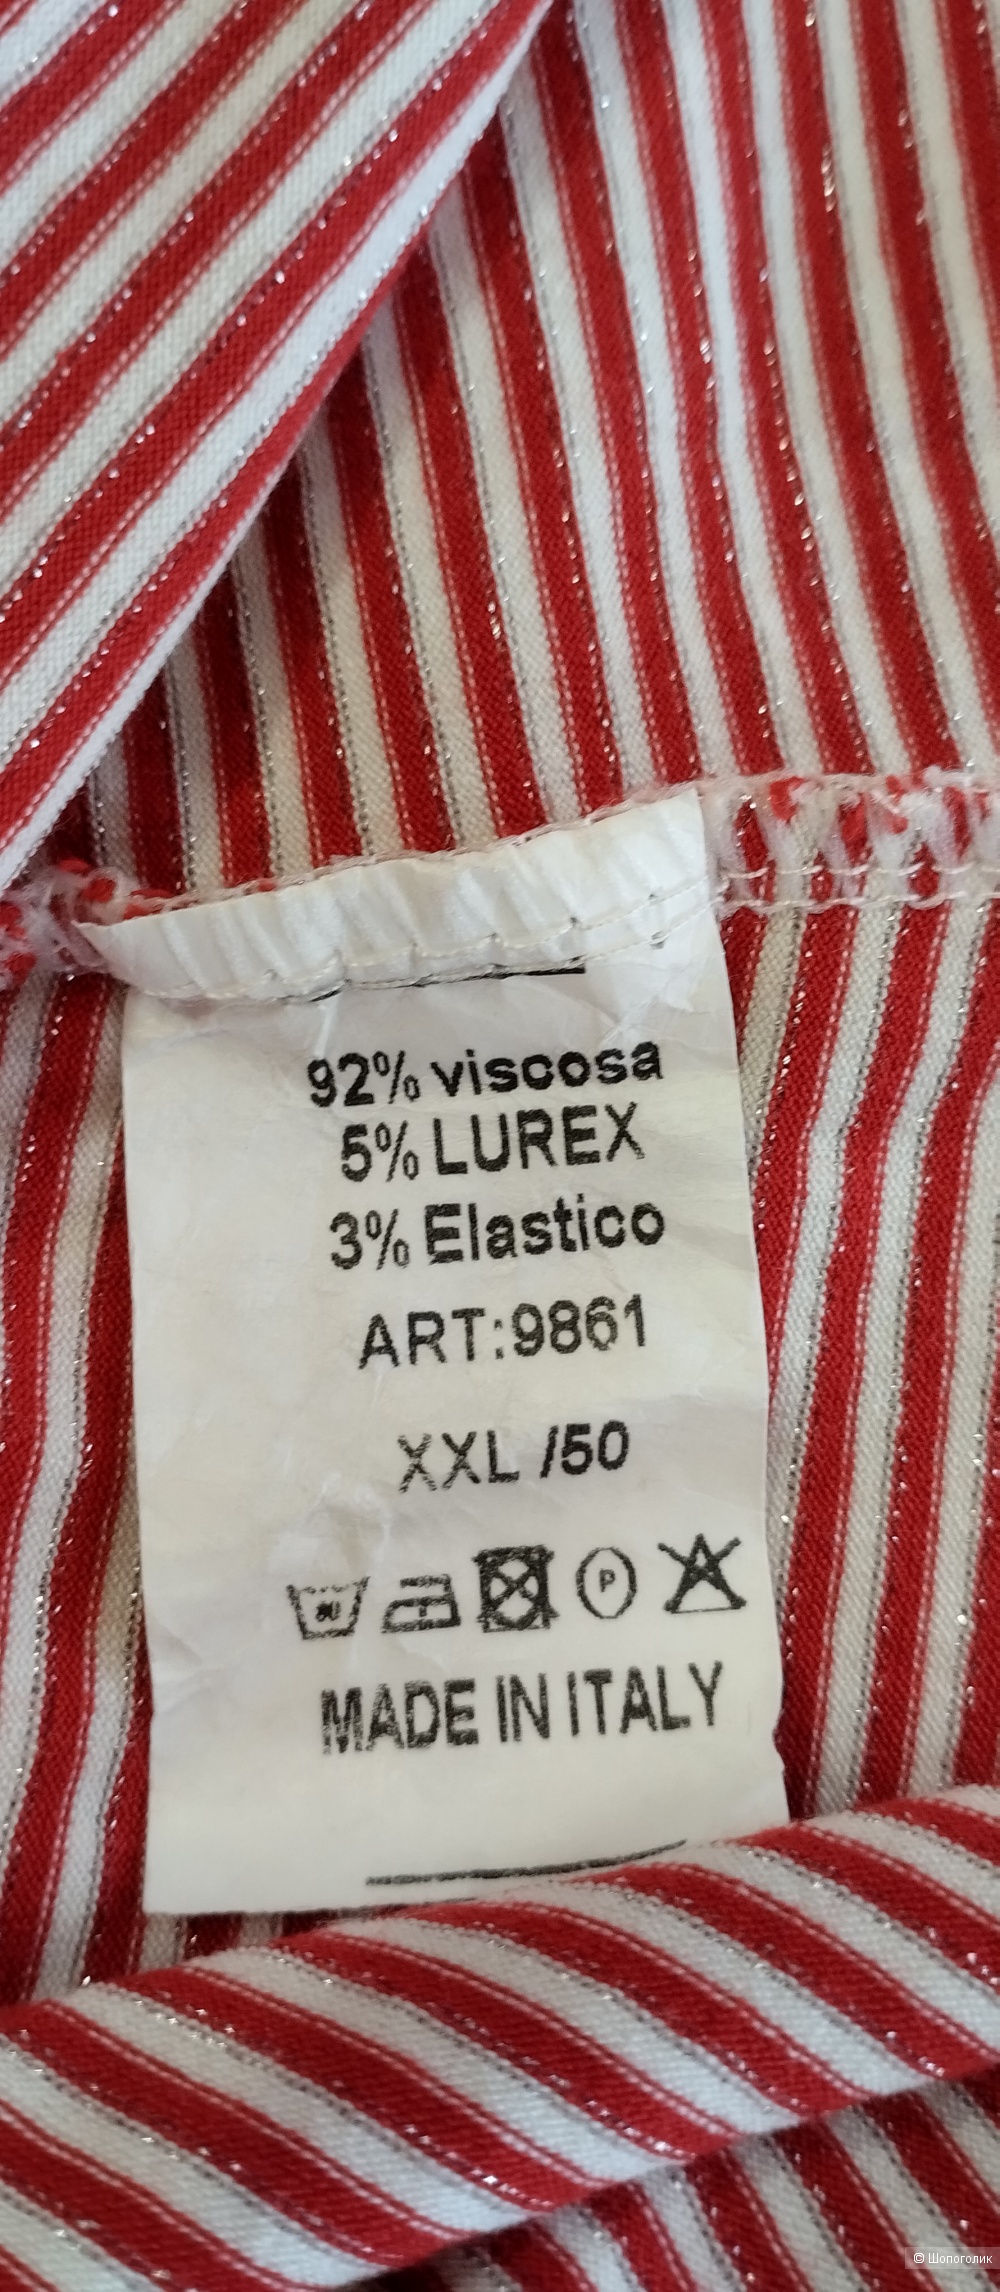 92% viscosa
5% LUREX
3% Elastico
ART:9861
XXL /50
P
MADE IN ITALY
© Шопоголик